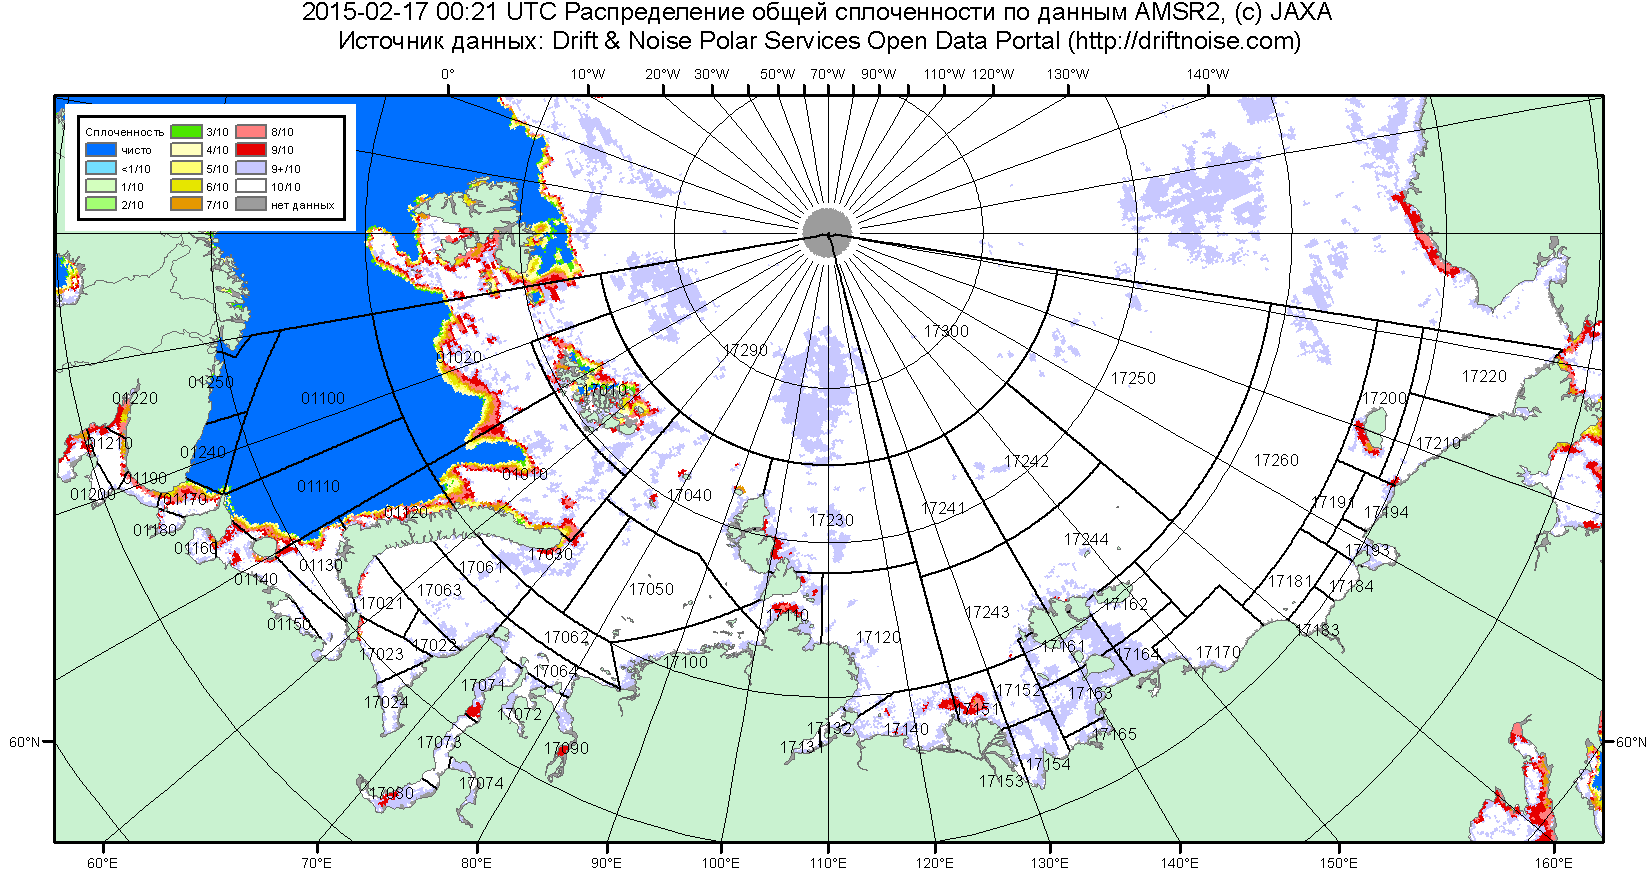 2015-02-17 00:21 UTC Распределение общей сплоченности по данным AMSR2, (c) JAXA
Источник данных: Drift & Noise Polar Services Open Data Portal (http://driftnoise.com)
0° 10°W 20°W 30°W 50°W 70°W 90°W 110°W 120°W 130°W 140°W
Сплоченность 3/10 8/10
чисто 4/10 9/10
<1/10 5/10 9+/10
1/10 6/10 10/10
2/10 7/10 нет данных
17300
17290
01020
01250 17250 17220
01220 01100 17010 17200
01210 01240 17242 17260 17210
01190 01110 01010
01200 01170 17040 17191
01180 01120 17230 17241 17194
01160 17030 17244 17193
01140 01130 17061 17181 17184
17021 17063 17050 17162
01150 17110 17243
17022 17062 17120 17161 17183
17023 17100 17164 17170
17064
17071 17152 17163
17024 17072 17151
17132 17140 17165
17073 17090 1713
17154
17074 17153
17080
60°N 60°N
60°E 70°E 80°E 90°E 100°E 110°E 120°E 130°E 140°E 150°E 160°E